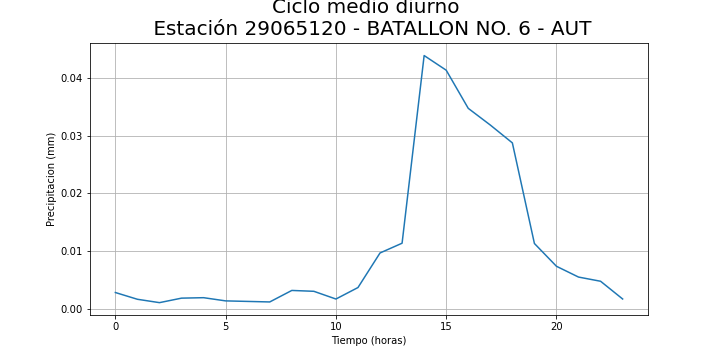 Ciclo medio diurno
Estación 29065120 - BATALLON NO. 6 - AUT
Precipitacion (mm)
0.04
0.03
0.02
0.01
0.00
0
5
10
15
20
Tiempo (horas)